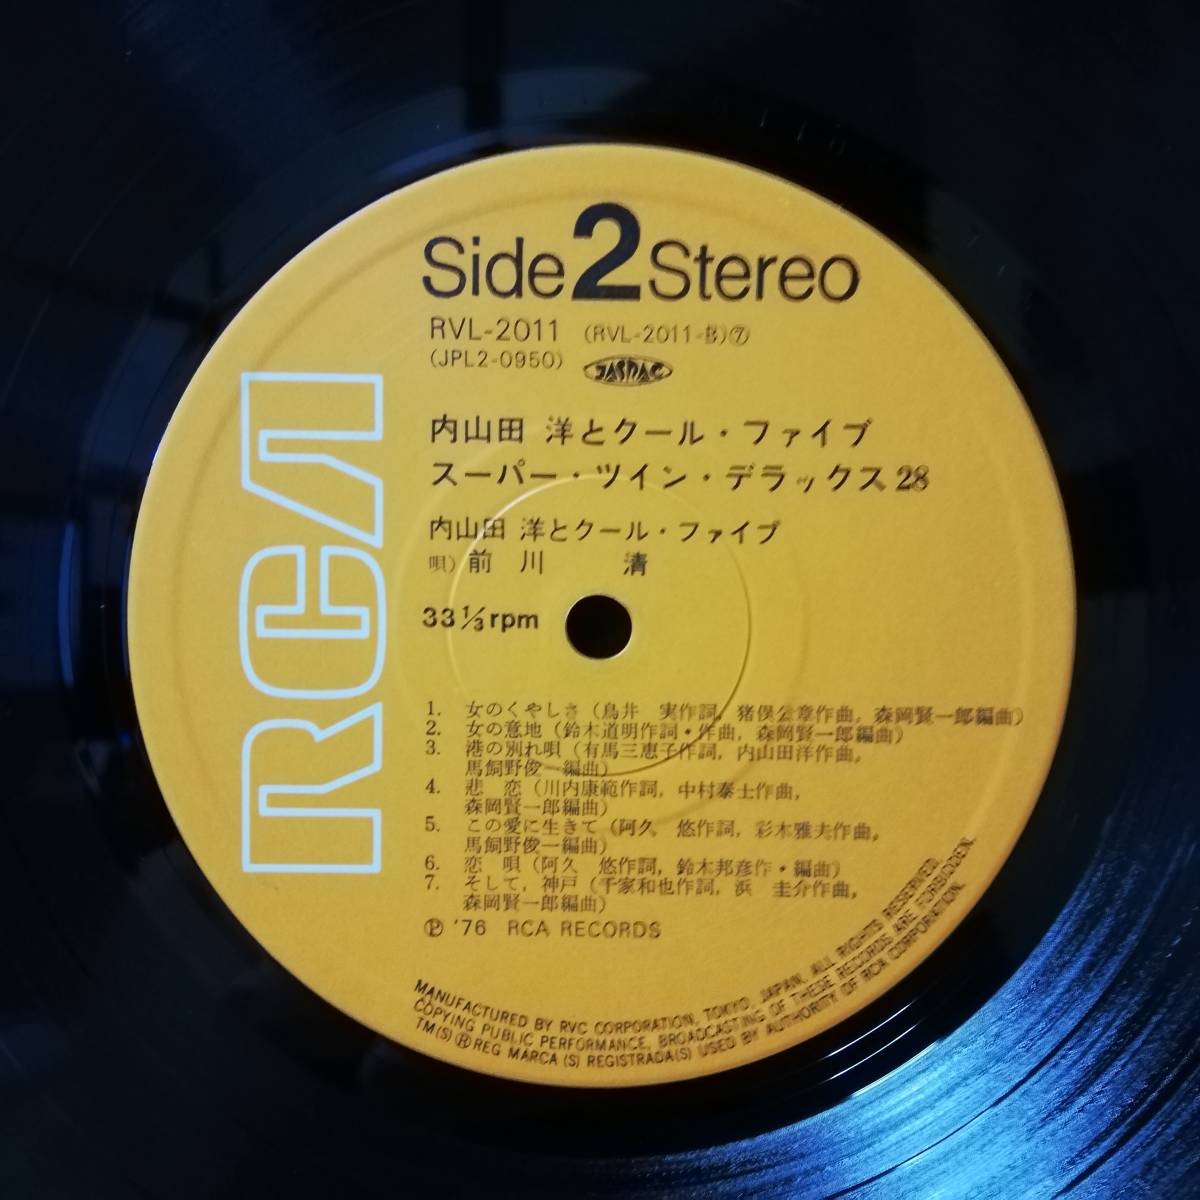 Side 2 Stereo
RVL-2011 (RVL-2011-B)⑦
(JPL2-0950) JASRAC
内山田 洋とクール・ファイブ
スーパー・ツイン・デラックス28
内山田 洋とクール・ファイブ
唄) 前川 清
33 1/3 rpm
RCA
1. 女のくやしさ (鳥井 実作詞, 猪俣公章作曲, 森岡賢一郎編曲)
2. 女の意地 (鈴木道明作詞・作曲, 森岡賢一郎編曲)
3. 港の別れ唄 (有馬三恵子作詞, 内山田洋作曲,
馬飼野俊一編曲)
4. 悲 恋 (川内康範作詞, 中村泰士作曲,
森岡賢一郎編曲)
5. この愛に生きて (阿久 悠作詞, 彩木雅夫作曲,
馬飼野俊一編曲)
6. 恋 唄 (阿久 悠作詞, 鈴木邦彦作・編曲)
7. そして, 神戸 (千家和也作詞, 浜 圭介作曲,
森岡賢一郎編曲)
Ⓟ '76 RCA RECORDS
MANUFACTURED BY RVC CORPORATION, TOKYO, JAPAN, ALL RIGHTS RESERVED,
COPYING PUBLIC PERFORMANCE, BROADCASTING OF THESE RECORDS ARE FORBIDDEN.
TM(S) ® REG MARCA (S) REGISTRADA(S) USED BY AUTHORITY OF RCA CORPORATION.